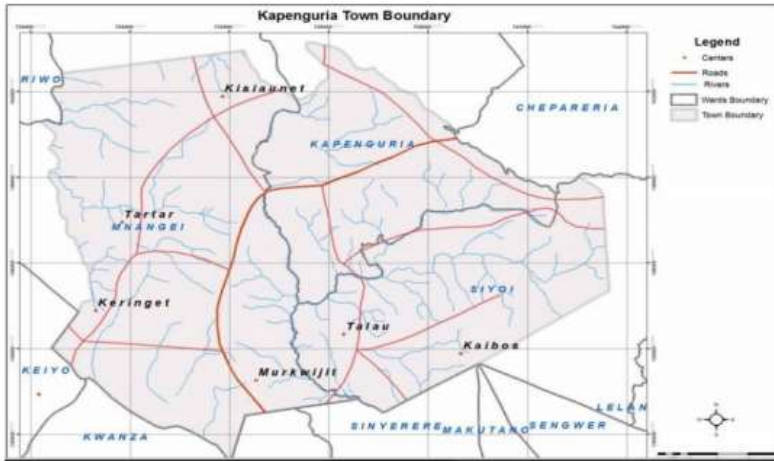 Kapenguria Town Boundary
Legend
Centers
Roads
Rivers
Wards Boundary
Town Boundary
RIWO
Kisiaunet
CHEPARERIA
KAPENGURIA
Tartar
MNANGEI
SIYOI
Keringet
Talau
Kaibos
KEIYO
Murkwijit
LELAN
KWANZA
SINYERERE
MAKUTANO
SENGWER